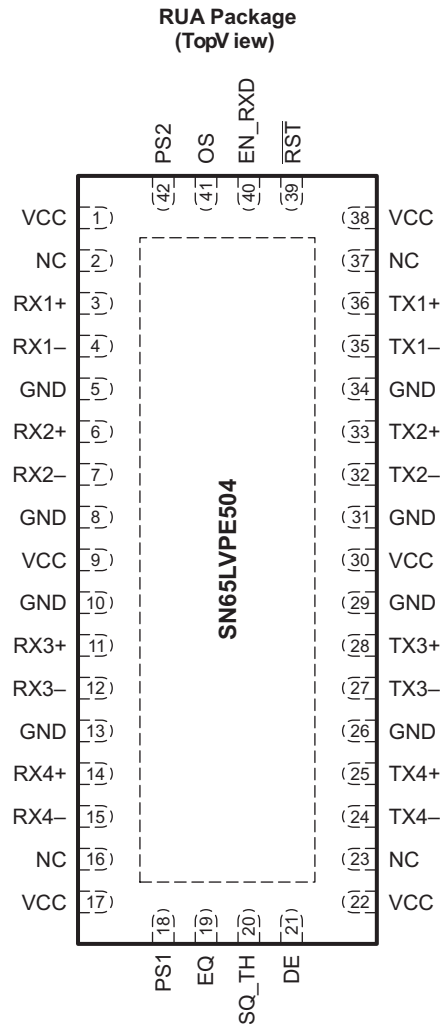 RUA Package
(TopV iew)
PS2 OS EN_RXD RST
(42) (41) (40) (39)
VCC 1) (38 VCC
NC 2) (37 NC
RX1+ 3) (36 TX1+
RX1– 4) (35 TX1–
GND 5) (34 GND
RX2+ 6) (33 TX2+
RX2– 7) (32 TX2–
GND 8) (31 GND
VCC 9) (30 VCC
GND 10) (29 GND
RX3+ 11) (28 TX3+
RX3– 12) (27 TX3–
GND 13) (26 GND
RX4+ 14) (25 TX4+
RX4– 15) (24 TX4–
NC 16) (23 NC
VCC 17) (22 VCC
SN65LVPE504
18) 19) 20) 21)
PS1 EQ SQ_TH DE